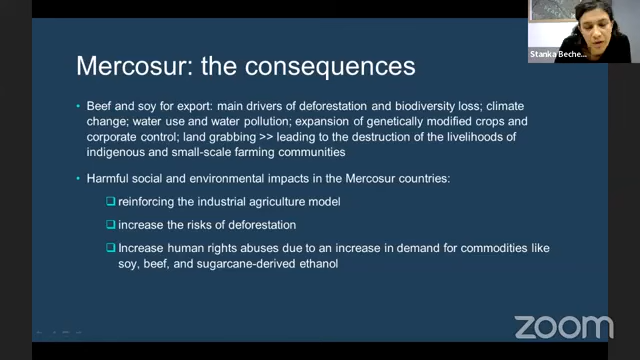 Stanka Beche...
Mercosur: the consequences
• Beef and soy for export: main drivers of deforestation and biodiversity loss; climate
change; water use and water pollution; expansion of genetically modified crops and
corporate control; land grabbing >> leading to the destruction of the livelihoods of
indigenous and small-scale farming communities
• Harmful social and environmental impacts in the Mercosur countries:
❑ reinforcing the industrial agriculture model
❑ increase the risks of deforestation
❑ Increase human rights abuses due to an increase in demand for commodities like
soy, beef, and sugarcane-derived ethanol
zoom